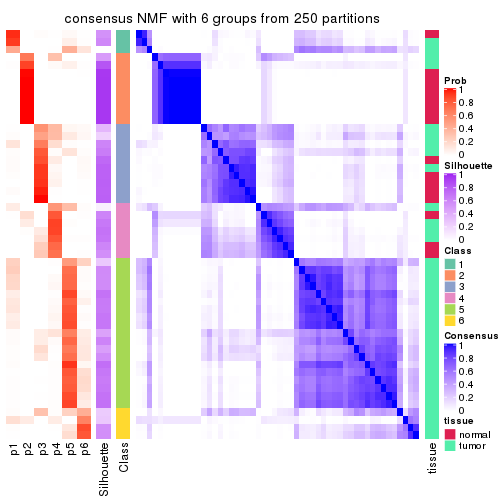 consensus NMF with 6 groups from 250 partitions
Prob
1
0.8
0.6
0.4
0.2
0
Silhouette
1
0.8
0.6
0.4
0.2
0
Class
1
2
3
4
5
6
Consensus
1
0.8
0.6
0.4
0.2
0
tissue
normal
tumor
p1
p2
p3
p4
p5
p6
Silhouette
Class
tissue